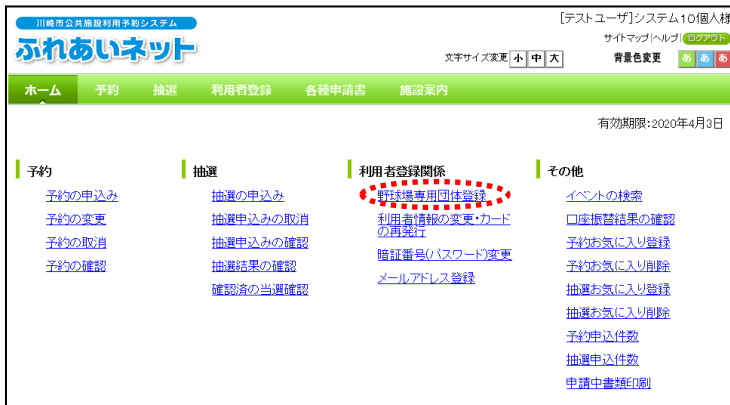 川崎市公共施設利用予約システム
ふれあいネット
[テストユーザ]システム10個人様
サイトマップ|ヘルプ|ログアウト
文字サイズ変更 小 中 大 背景色変更 あ あ あ
ホーム 予約 抽選 利用者登録 各種申請書 施設案内
有効期限:2020年4月3日
予約
予約の申込み
予約の変更
予約の取消
予約の確認
抽選
抽選の申込み
抽選申込みの取消
抽選申込みの確認
抽選結果の確認
確認済の当選確認
利用者登録関係
野球場専用団体登録
利用者情報の変更・カード
の再発行
暗証番号(パスワード)変更
メールアドレス登録
その他
イベントの検索
口座振替結果の確認
予約お気に入り登録
予約お気に入り削除
抽選お気に入り登録
抽選お気に入り削除
予約申込件数
抽選申込件数
申請中書類印刷